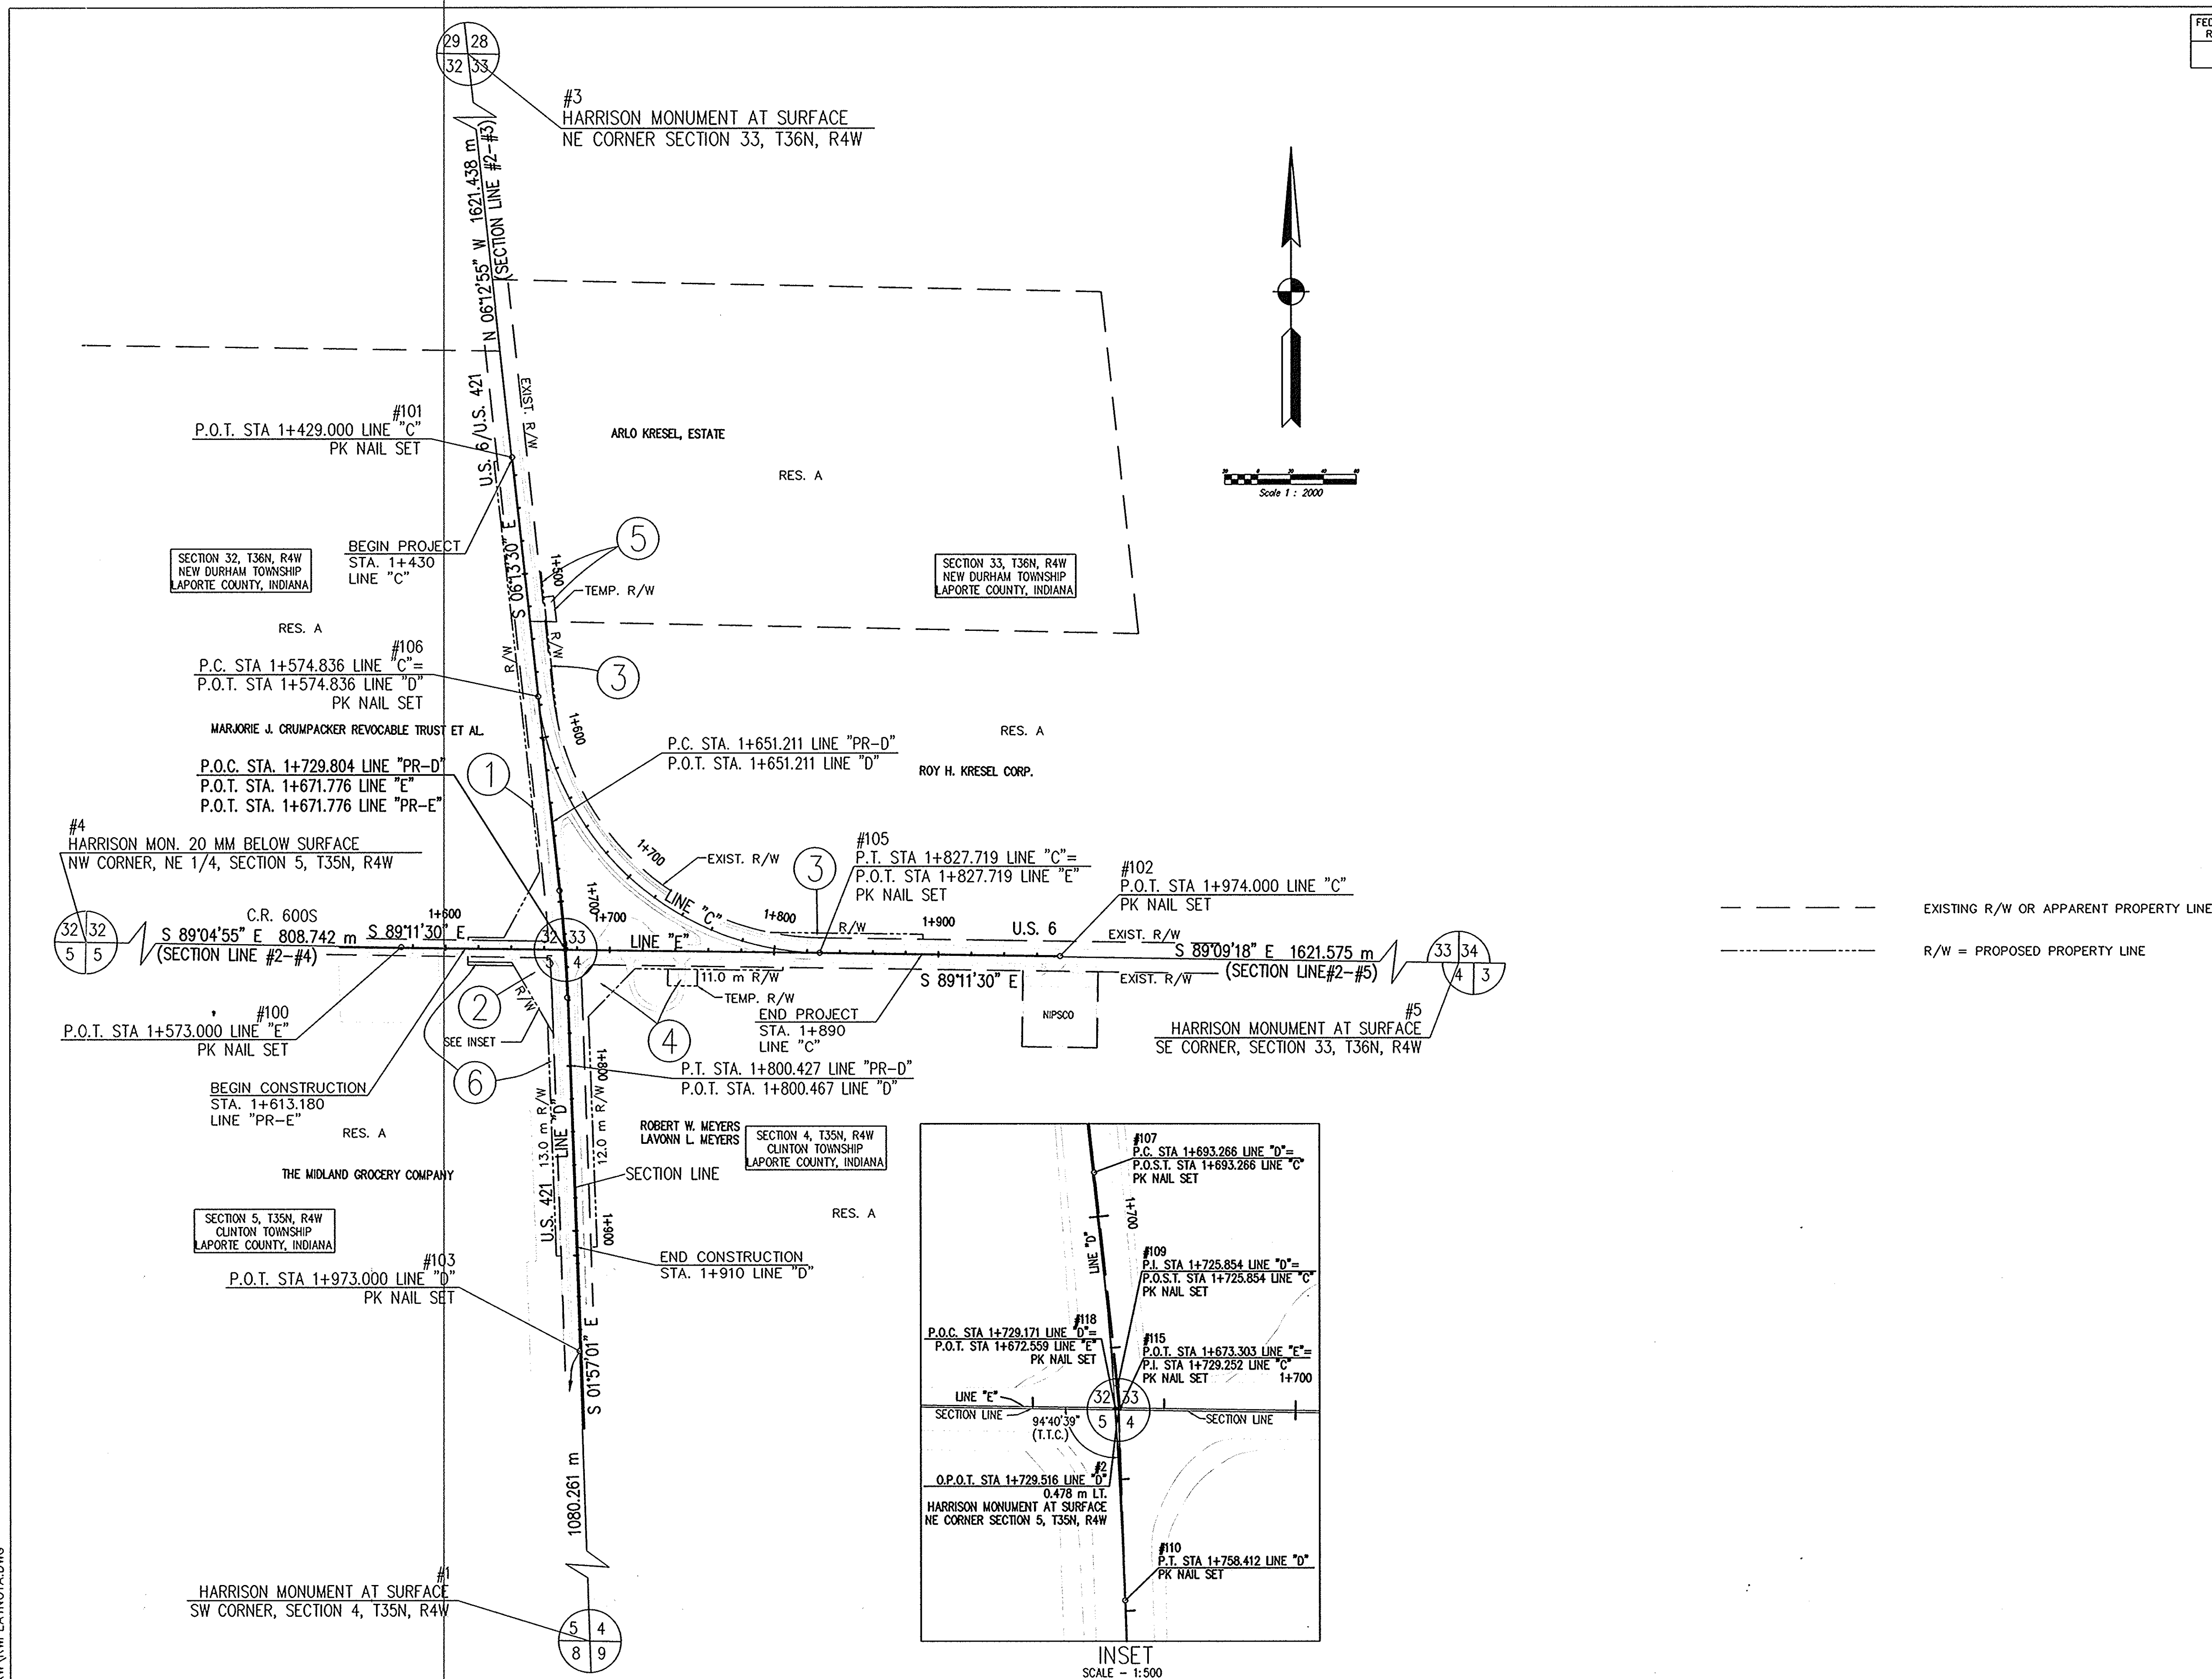 FED
R
29 28
32 33
#3
HARRISON MONUMENT AT SURFACE
NE CORNER SECTION 33, T36N, R4W
N 06°12'55" W 1621.438 m
(SECTION LINE #2-#3)
U.S. 6/U.S. 421
EXIST. R/W
#101
P.O.T. STA 1+429.000 LINE "C"
PK NAIL SET
ARLO KRESEL, ESTATE
RES. A
Scale 1 : 2000
BEGIN PROJECT
STA. 1+430
LINE "C"
SECTION 32, T36N, R4W
NEW DURHAM TOWNSHIP
LAPORTE COUNTY, INDIANA
S 06°13'30" E
1+500
5
TEMP. R/W
SECTION 33, T36N, R4W
NEW DURHAM TOWNSHIP
LAPORTE COUNTY, INDIANA
RES. A
R/W
R/W
3
#106
P.C. STA 1+574.836 LINE "C"=
P.O.T. STA 1+574.836 LINE "D"
PK NAIL SET
MARJORIE J. CRUMPACKER REVOCABLE TRUST ET AL.
1+600
P.C. STA. 1+651.211 LINE "PR-D"
P.O.T. STA. 1+651.211 LINE "D"
RES. A
ROY H. KRESEL CORP.
P.O.C. STA. 1+729.804 LINE "PR-D"
P.O.T. STA. 1+671.776 LINE "E"
P.O.T. STA. 1+671.776 LINE "PR-E"
1
#4
HARRISON MON. 20 MM BELOW SURFACE
NW CORNER, NE 1/4, SECTION 5, T35N, R4W
1+700
EXIST. R/W
3
#105
P.T. STA 1+827.719 LINE "C"=
P.O.T. STA 1+827.719 LINE "E"
PK NAIL SET
#102
P.O.T. STA 1+974.000 LINE "C"
PK NAIL SET
EXISTING R/W OR APPARENT PROPERTY LINE
R/W = PROPOSED PROPERTY LINE
32 32
5 5
C.R. 600S
S 89°04'55" E 808.742 m
(SECTION LINE #2-#4)
S 89°11'30" E
1+600
1+700
1+700
32 33
5 4
LINE "E"
LINE "C"
1+800
R/W
1+900
U.S. 6
EXIST. R/W
S 89°09'18" E 1621.575 m
(SECTION LINE#2-#5)
33 34
4 3
S 89°11'30" E
EXIST. R/W
11.0 m R/W
TEMP. R/W
NIPSCO
2
R/W
SEE INSET
4
#100
P.O.T. STA 1+573.000 LINE "E"
PK NAIL SET
END PROJECT
STA. 1+890
LINE "C"
#5
HARRISON MONUMENT AT SURFACE
SE CORNER, SECTION 33, T36N, R4W
6
BEGIN CONSTRUCTION
STA. 1+613.180
LINE "PR-E"
P.T. STA. 1+800.427 LINE "PR-D"
P.O.T. STA. 1+800.467 LINE "D"
1+800
12.0 m R/W
13.0 m R/W
LINE "D"
U.S. 421
RES. A
THE MIDLAND GROCERY COMPANY
ROBERT W. MEYERS
LAVONN L. MEYERS
SECTION 4, T35N, R4W
CLINTON TOWNSHIP
LAPORTE COUNTY, INDIANA
SECTION LINE
RES. A
1+900
SECTION 5, T35N, R4W
CLINTON TOWNSHIP
LAPORTE COUNTY, INDIANA
#103
P.O.T. STA 1+973.000 LINE "D"
PK NAIL SET
END CONSTRUCTION
STA. 1+910 LINE "D"
S 01°57'01" E
1080.261 m
#1
HARRISON MONUMENT AT SURFACE
SW CORNER, SECTION 4, T35N, R4W
5 4
8 9
#107
P.C. STA 1+693.266 LINE "D"=
P.O.S.T. STA 1+693.266 LINE "C"
PK NAIL SET
1+700
LINE "D"
#109
P.I. STA 1+725.854 LINE "D"=
P.O.S.T. STA 1+725.854 LINE "C"
PK NAIL SET
#118
P.O.C. STA 1+729.171 LINE "D"=
P.O.T. STA 1+672.559 LINE "E"
PK NAIL SET
#115
P.O.T. STA 1+673.303 LINE "E"=
P.I. STA 1+729.252 LINE "C"
PK NAIL SET
1+700
LINE "E"
SECTION LINE
32 33
5 4
SECTION LINE
94°40'39"
(T.T.C.)
#2
O.P.O.T. STA 1+729.516 LINE "D"
0.478 m LT.
HARRISON MONUMENT AT SURFACE
NE CORNER SECTION 5, T35N, R4W
#110
P.T. STA 1+758.412 LINE "D"
PK NAIL SET
INSET
SCALE - 1:500